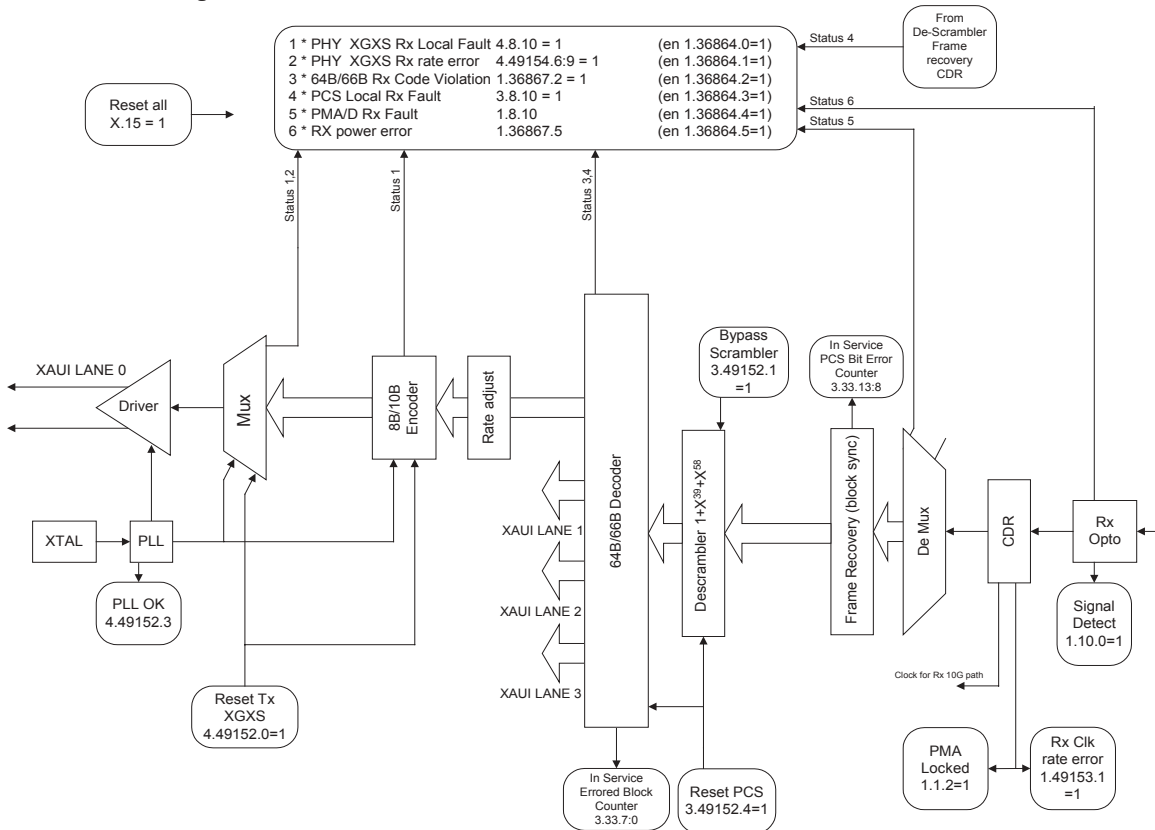 1 * PHY XGXS Rx Local Fault 4.8.10 = 1 (en 1.36864.0=1)
2 * PHY XGXS Rx rate error 4.49154.6:9 = 1 (en 1.36864.1=1)
3 * 64B/66B Rx Code Violation 1.36867.2 = 1 (en 1.36864.2=1)
4 * PCS Local Rx Fault 3.8.10 = 1 (en 1.36864.3=1)
5 * PMA/D Rx Fault 1.8.10 (en 1.36864.4=1)
6 * RX power error 1.36867.5 (en 1.36864.5=1)
Status 4
From
De-Scrambler
Frame
recovery
CDR
Status 6
Status 5
Reset all
X.15 = 1
Status 1,2
Status 1
Status 3,4
XAUI LANE 0
Driver
Mux
8B/10B
Encoder
Rate adjust
64B/66B Decoder
Bypass
Scrambler
3.49152.1
=1
In Service
PCS Bit Error
Counter
3.33.13:8
Descrambler 1+X39+X58
Frame Recovery (block sync)
De Mux
CDR
Rx
Opto
XTAL
PLL
XAUI LANE 1
XAUI LANE 2
XAUI LANE 3
PLL OK
4.49152.3
Signal
Detect
1.10.0=1
Clock for Rx 10G path
Reset Tx
XGXS
4.49152.0=1
In Service
Errored Block
Counter
3.33.7:0
Reset PCS
3.49152.4=1
PMA
Locked
1.1.2=1
Rx Clk
rate error
1.49153.1
=1